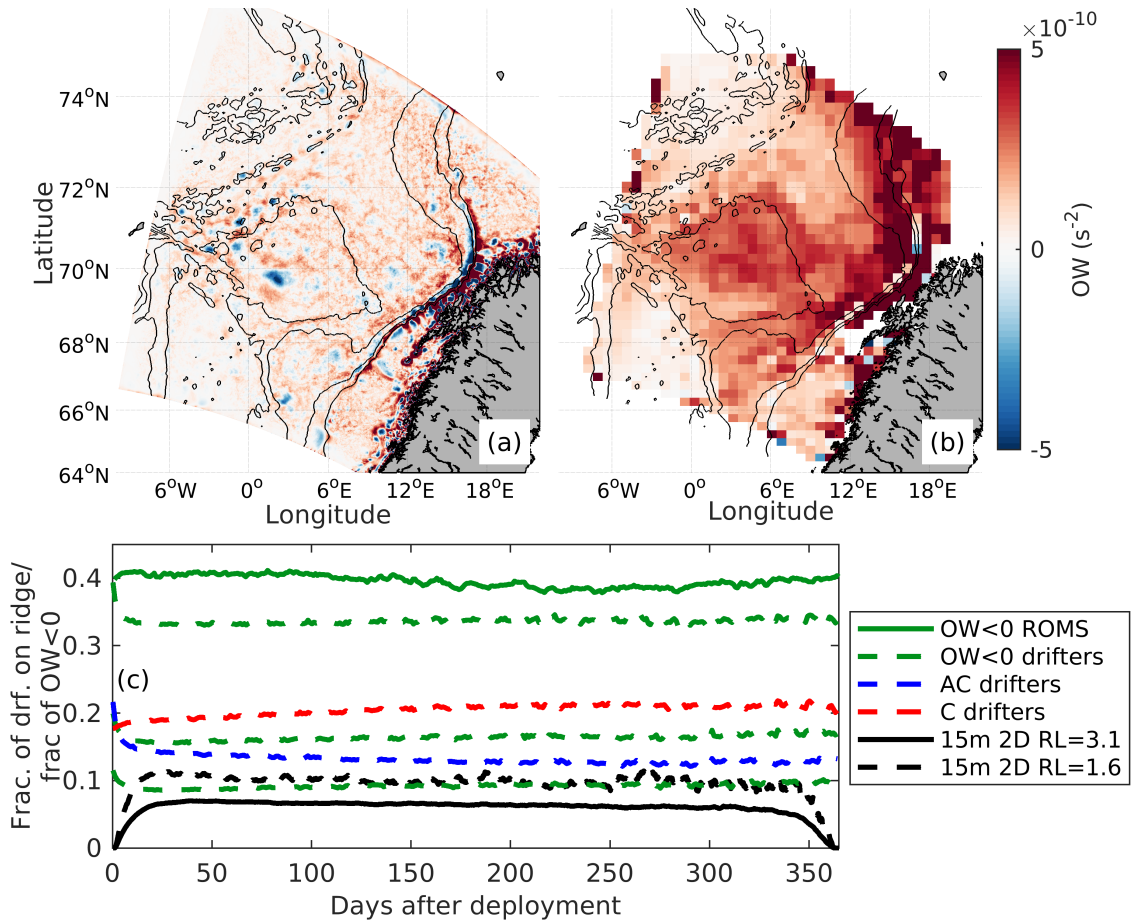 ×10⁻¹⁰
5
0
-5
OW (s⁻²)
74°N
72°N
70°N
68°N
66°N
64°N
Latitude
(a)
(b)
6°W 0° 6°E 12°E 18°E
6°W 0° 6°E 12°E 18°E
Longitude
Longitude
Frac. of drf. on ridge/
frac of OW<0
0.4
0.3
0.2
0.1
0
(c)
0 50 100 150 200 250 300 350
Days after deployment
OW<0 ROMS
OW<0 drifters
AC drifters
C drifters
15m 2D RL=3.1
15m 2D RL=1.6